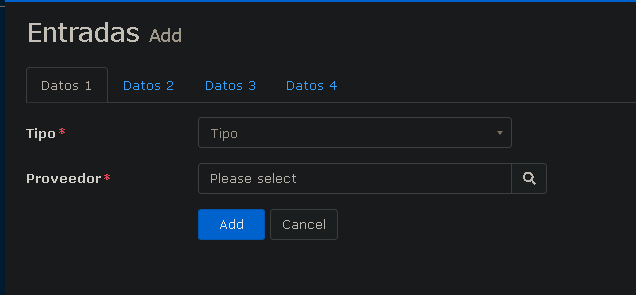 Entradas Add
Datos 1 Datos 2 Datos 3 Datos 4
Tipo* Tipo
Proveedor* Please select
Add Cancel